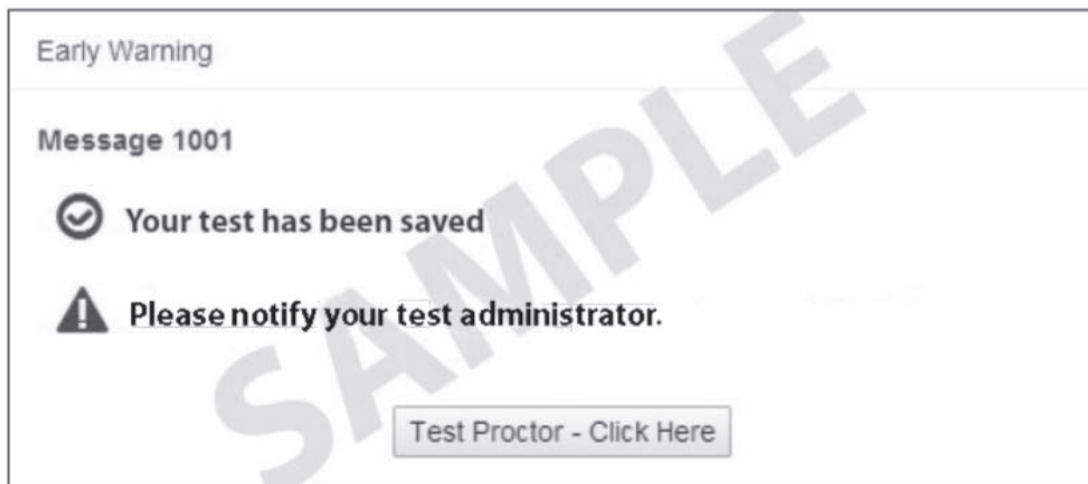 Early Warning
Message 1001
Your test has been saved
Please notify your test administrator.
Test Proctor - Click Here
SAMPLE